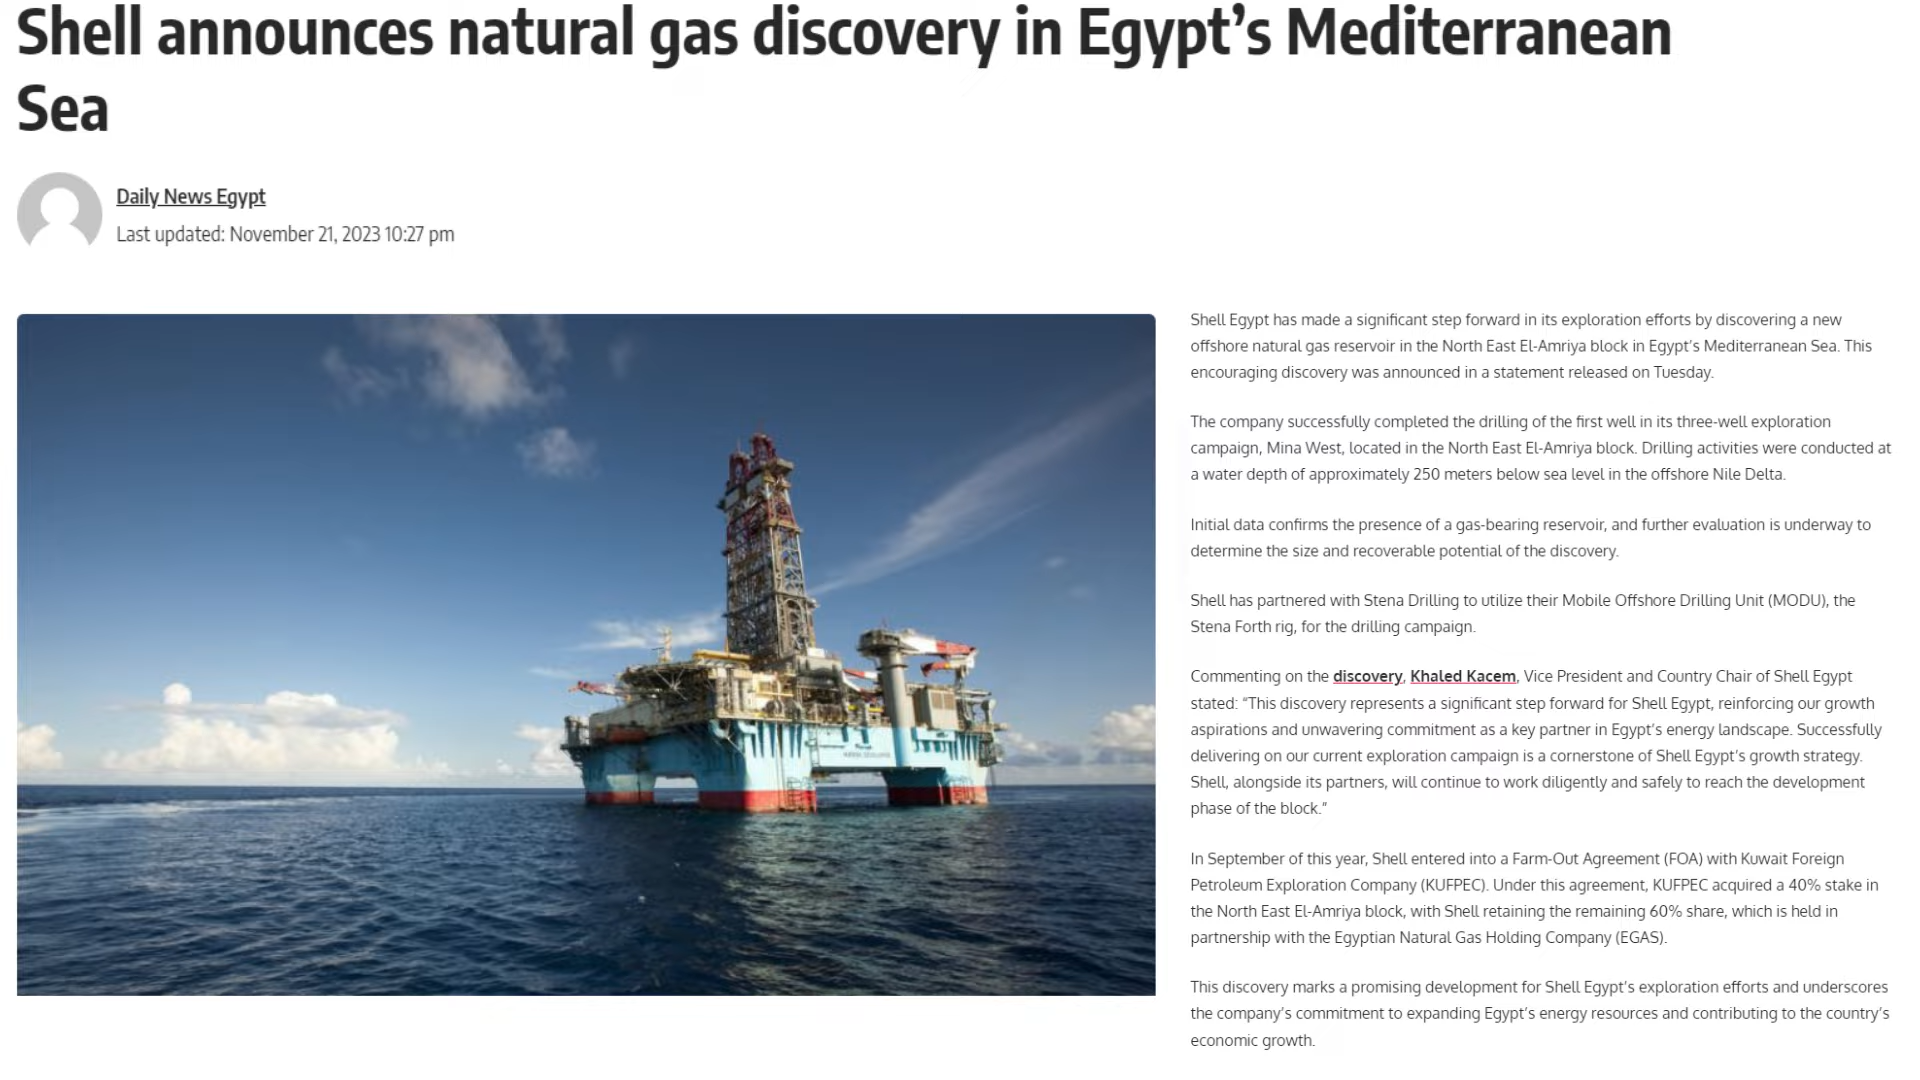 Shell announces natural gas discovery in Egypt’s Mediterranean
Sea
Daily News Egypt
Last updated: November 21, 2023 10:27 pm
Shell Egypt has made a significant step forward in its exploration efforts by discovering a new
offshore natural gas reservoir in the North East El-Amriya block in Egypt’s Mediterranean Sea. This
encouraging discovery was announced in a statement released on Tuesday.
The company successfully completed the drilling of the first well in its three-well exploration
campaign, Mina West, located in the North East El-Amriya block. Drilling activities were conducted at
a water depth of approximately 250 meters below sea level in the offshore Nile Delta.
Initial data confirms the presence of a gas-bearing reservoir, and further evaluation is underway to
determine the size and recoverable potential of the discovery.
Shell has partnered with Stena Drilling to utilize their Mobile Offshore Drilling Unit (MODU), the
Stena Forth rig, for the drilling campaign.
Commenting on the discovery, Khaled Kacem, Vice President and Country Chair of Shell Egypt
stated: “This discovery represents a significant step forward for Shell Egypt, reinforcing our growth
aspirations and unwavering commitment as a key partner in Egypt’s energy landscape. Successfully
delivering on our current exploration campaign is a cornerstone of Shell Egypt’s growth strategy.
Shell, alongside its partners, will continue to work diligently and safely to reach the development
phase of the block.”
In September of this year, Shell entered into a Farm-Out Agreement (FOA) with Kuwait Foreign
Petroleum Exploration Company (KUFPEC). Under this agreement, KUFPEC acquired a 40% stake in
the North East El-Amriya block, with Shell retaining the remaining 60% share, which is held in
partnership with the Egyptian Natural Gas Holding Company (EGAS).
This discovery marks a promising development for Shell Egypt’s exploration efforts and underscores
the company’s commitment to expanding Egypt’s energy resources and contributing to the country’s
economic growth.